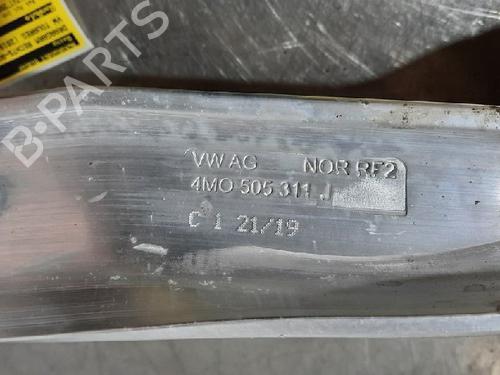 B-PARTS
VW AG NOR RF2
4M0 505 311 J
C 1 21/19